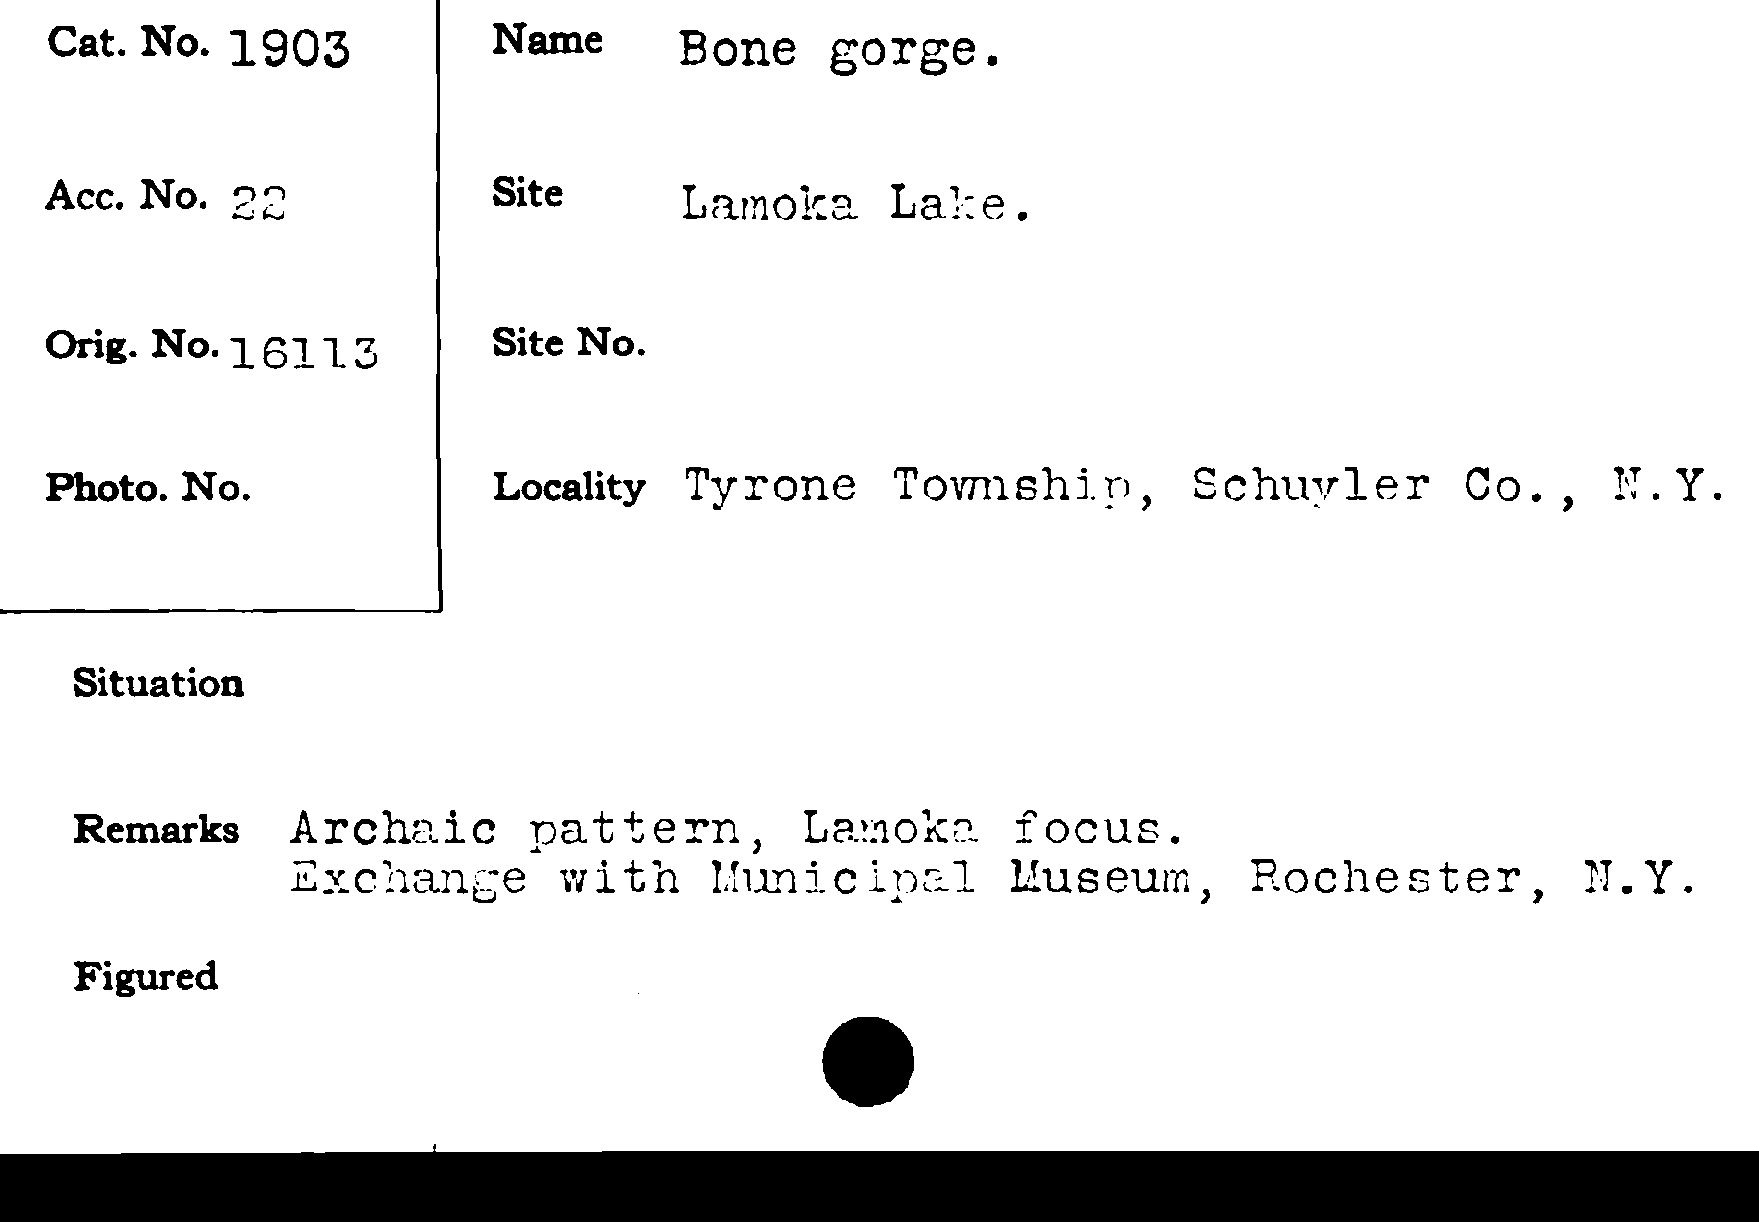 Cat. No. 1903
Name Bone gorge.
Acc. No. 22
Site Lamoka Lake.
Orig. No. 16113
Site No.
Photo. No.
Locality Tyrone Township, Schuyler Co., N.Y.
Situation
Remarks Archaic pattern, Lamoka focus.
Exchange with Municipal Museum, Rochester, N.Y.
Figured